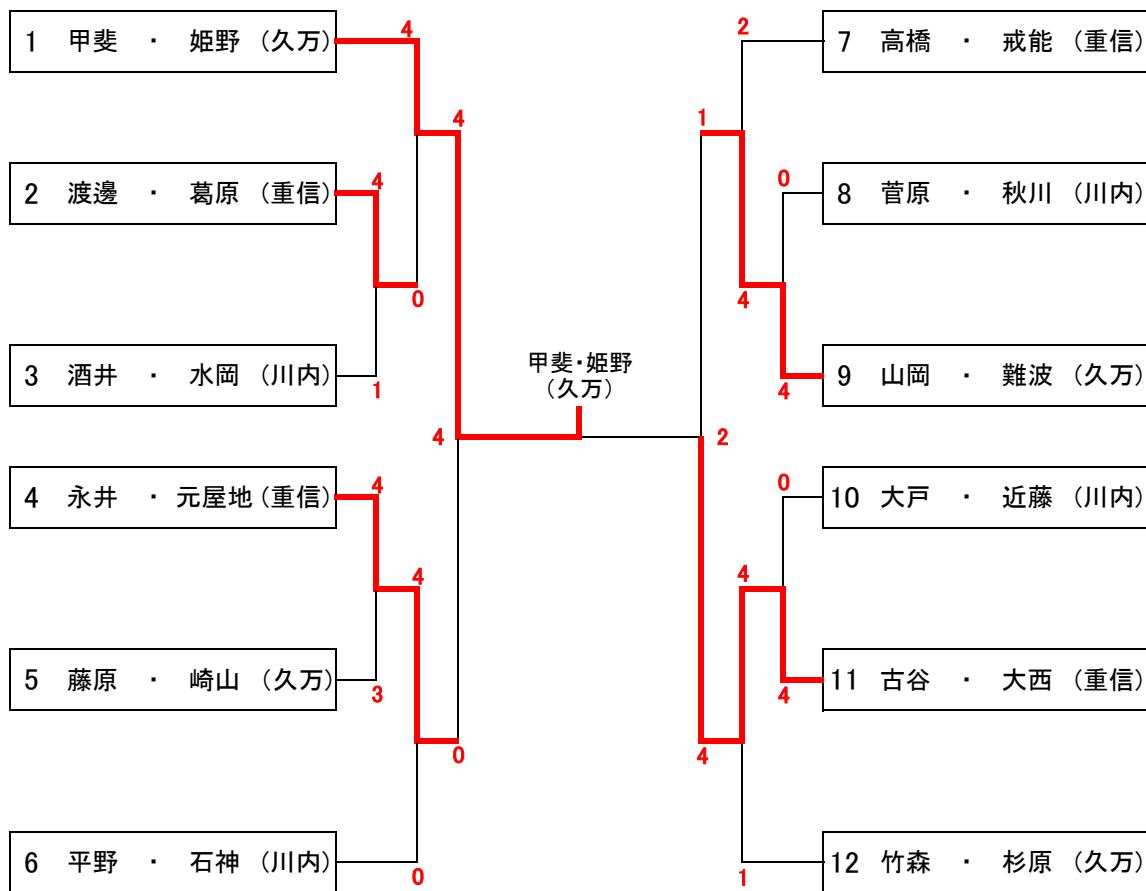 1 甲斐 ・ 姫野 (久万)
4
4
2 渡邊 ・ 葛原 (重信)
4
0
3 酒井 ・ 水岡 (川内)
1
4
4 永井 ・ 元屋地 (重信)
4
4
5 藤原 ・ 崎山 (久万)
3
0
6 平野 ・ 石神 (川内)
0
甲斐・姫野
(久万)
2
7 高橋 ・ 戒能 (重信)
1
0
8 菅原 ・ 秋川 (川内)
4
4
9 山岡 ・ 難波 (久万)
2
0
10 大戸 ・ 近藤 (川内)
4
4
11 古谷 ・ 大西 (重信)
4
1
12 竹森 ・ 杉原 (久万)